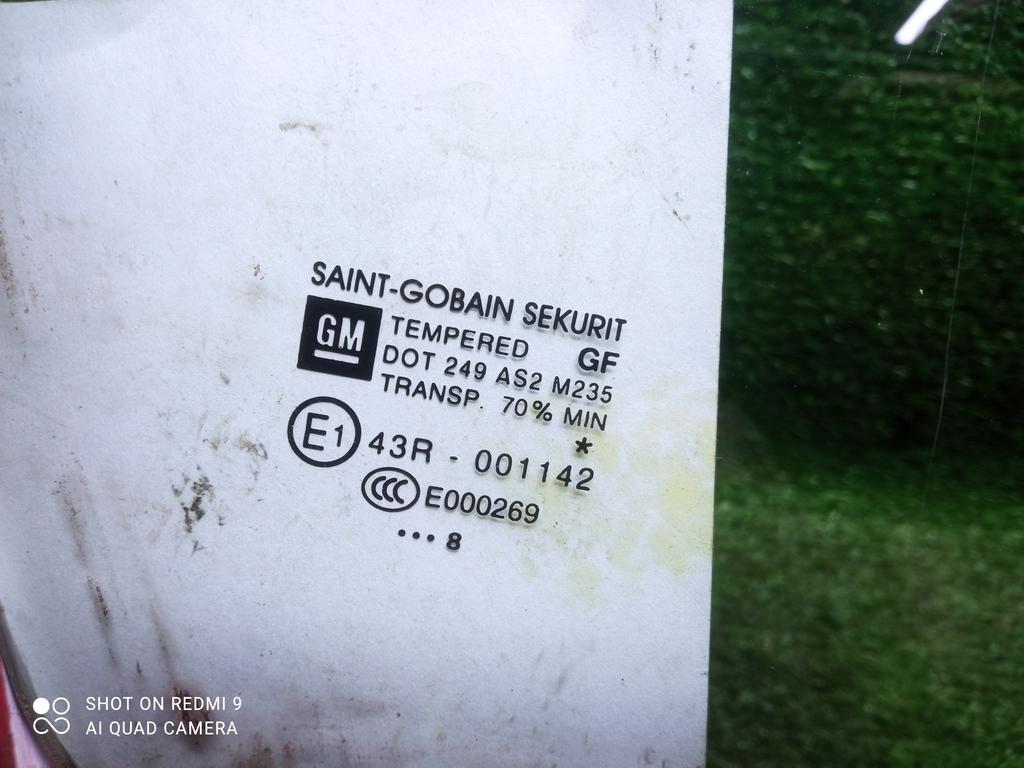 SAINT-GOBAIN SEKURIT
GM TEMPERED GF
DOT 249 AS2 M235
TRANSP. 70% MIN
*
E1 43R - 001142
CCC E000269
••• 8
SHOT ON REDMI 9
AI QUAD CAMERA